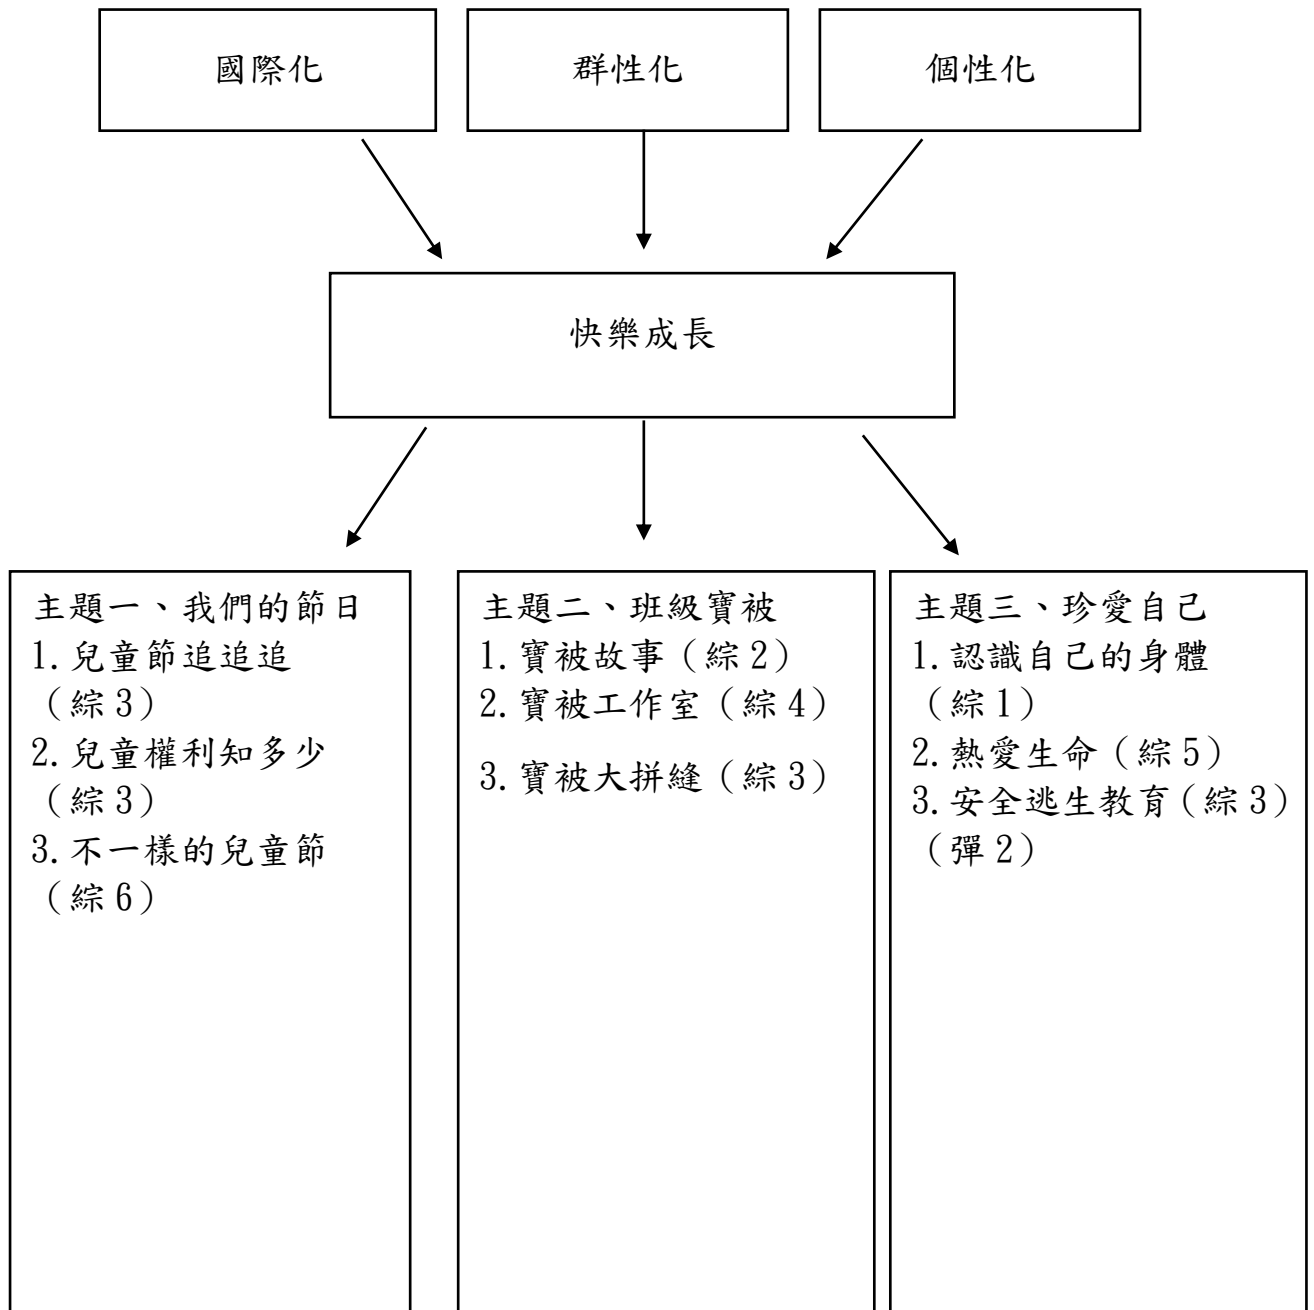 國際化
群性化
個性化
快樂成長
主題一、我們的節日
1.兒童節追追追
（綜3）
2.兒童權利知多少
（綜3）
3.不一樣的兒童節
（綜6）
主題二、班級寶被
1.寶被故事（綜2）
2.寶被工作室（綜4）
3.寶被大拼縫（綜3）
主題三、珍愛自己
1.認識自己的身體
（綜1）
2.熱愛生命（綜5）
3.安全逃生教育（綜3）
（彈2）